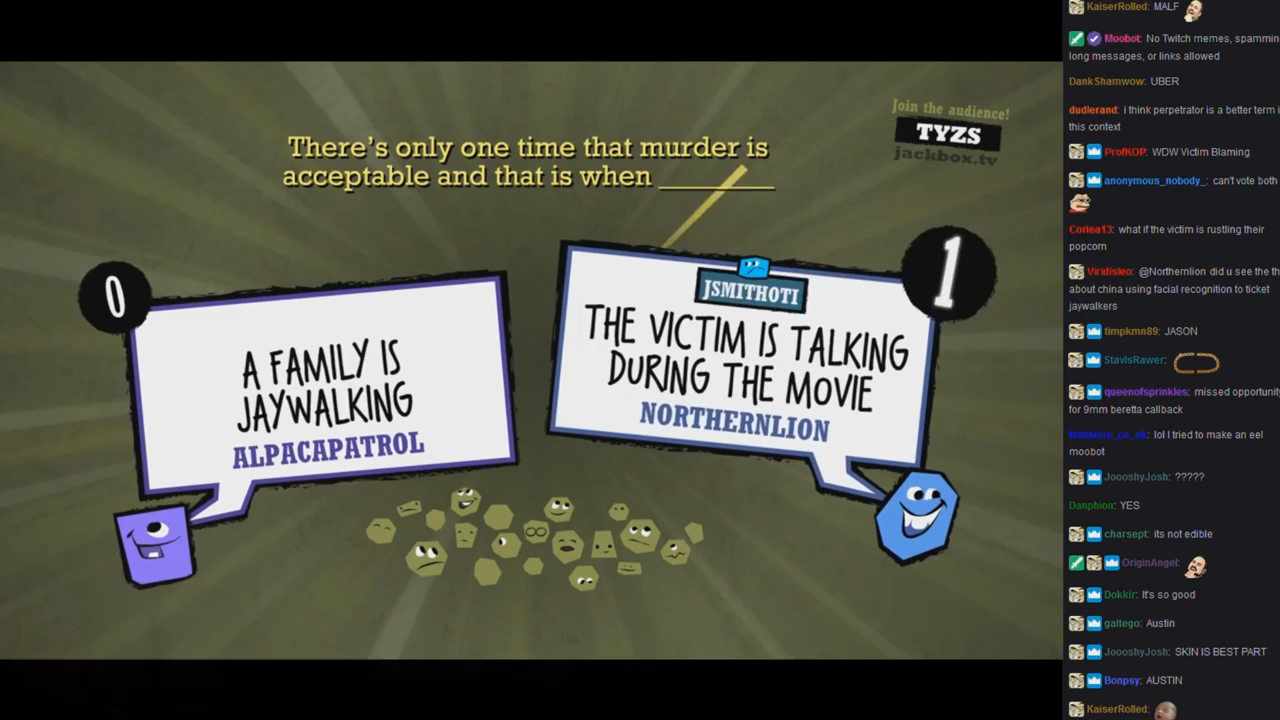 There's only one time that murder is
acceptable and that is when ________
Join the audience!
TYZS
jackbox.tv
0
A FAMILY IS
JAYWALKING
ALPACAPATROL
1
JSMITHOTI
THE VICTIM IS TALKING
DURING THE MOVIE
NORTHERNLION
KaiserRolled: MALF
Moobot: No Twitch memes, spamming
long messages, or links allowed
DankShamwow: UBER
dudlerand: i think perpetrator is a better term i
this context
ProfKOP: WDW Victim Blaming
anonymous_nobody_: can't vote both
Corlea13: what if the victim is rustling their
popcorn
Viridisleo: @Northernlion did u see the th
about china using facial recognition to ticket
jaywalkers
timpkmn89: JASON
StavIsRawer:
queenofsprinkles: missed opportunity
for 9mm beretta callback
lol I tried to make an eel
moobot
JoooshyJosh: ?????
Danphion: YES
charsept: its not edible
OriginAngel:
Dokkir: It's so good
galtego: Austin
JoooshyJosh: SKIN IS BEST PART
Bonpsy: AUSTIN
KaiserRolled: